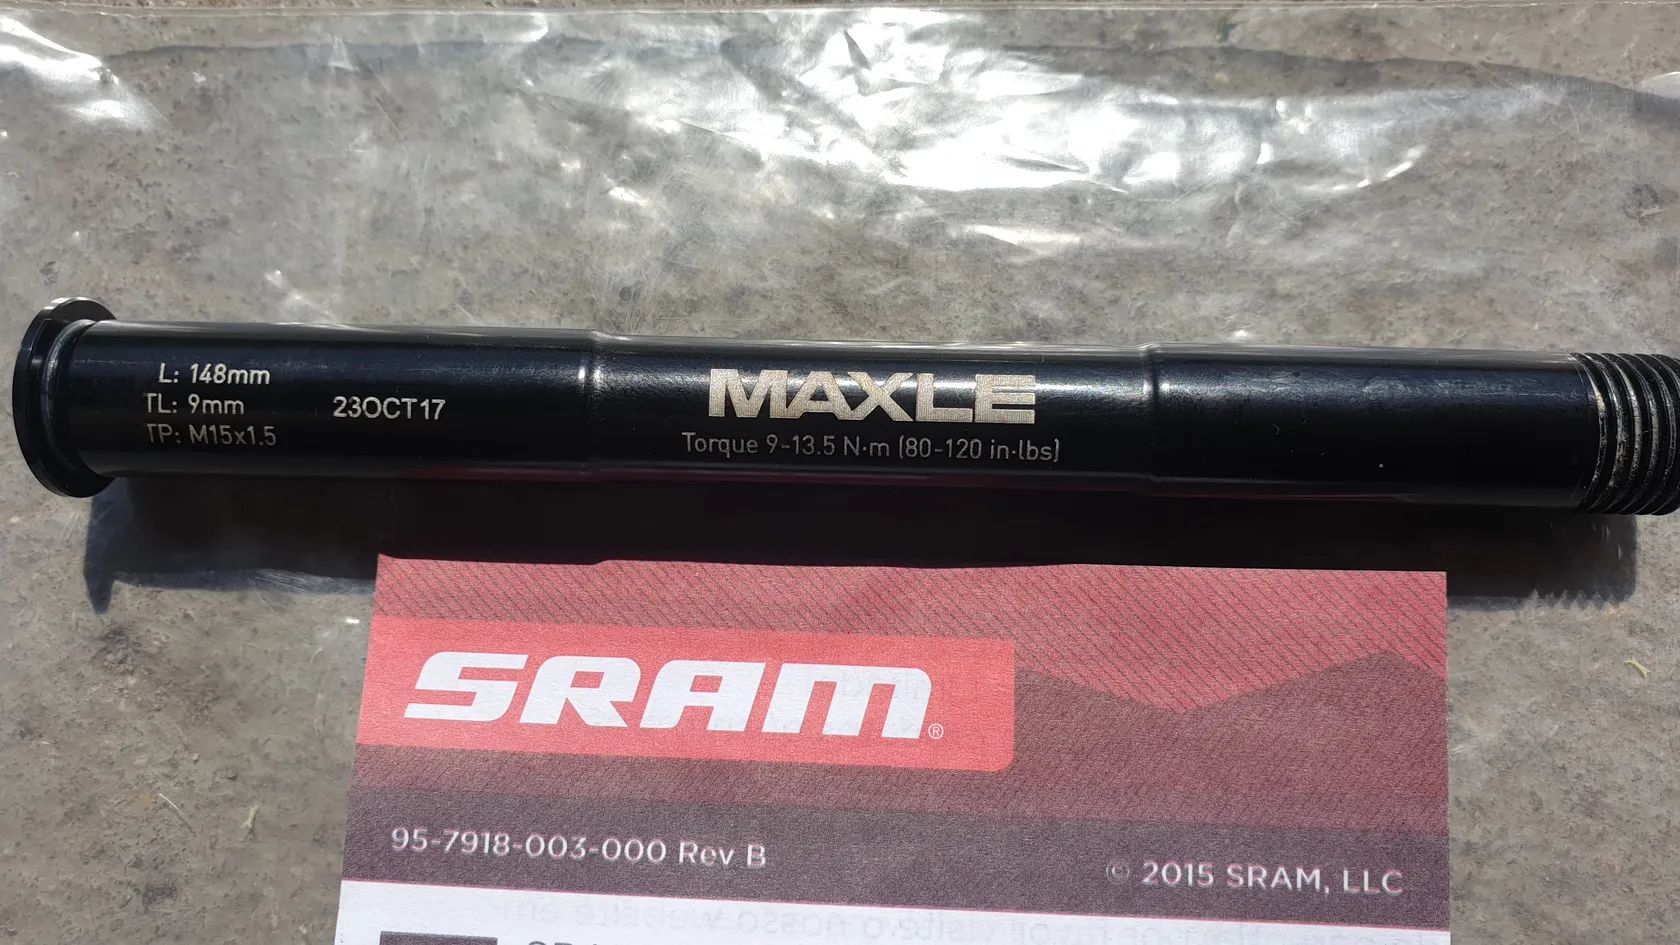 L: 148mm
TL: 9mm
TP: M15x1.5
23OCT17
MAXLE
Torque 9-13.5 N·m (80-120 in·lbs)
SRAM®
95-7918-003-000 Rev B
© 2015 SRAM, LLC